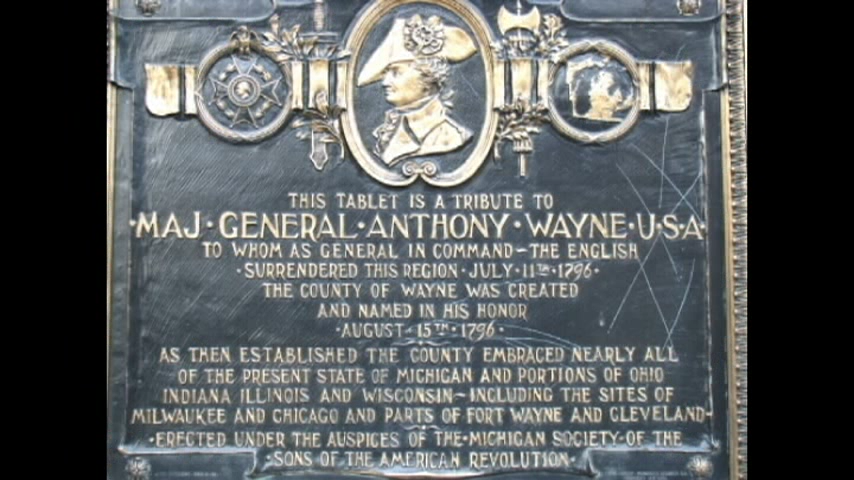 THIS TABLET IS A TRIBUTE TO
·MAJ·GENERAL·ANTHONY·WAYNE·U·S·A·
TO WHOM AS GENERAL IN COMMAND–THE ENGLISH
·SURRENDERED THIS REGION·JULY·11TH·1796·
THE COUNTY OF WAYNE WAS CREATED
AND NAMED IN HIS HONOR
·AUGUST·15TH·1796·
AS THEN ESTABLISHED THE COUNTY EMBRACED NEARLY ALL
OF THE PRESENT STATE OF MICHIGAN AND PORTIONS OF OHIO
INDIANA ILLINOIS AND WISCONSIN–INCLUDING THE SITES OF
MILWAUKEE AND CHICAGO AND PARTS OF FORT WAYNE AND CLEVELAND–
·ERECTED UNDER THE AUSPICES OF THE·MICHIGAN SOCIETY·OF THE
·SONS OF THE AMERICAN REVOLUTION·